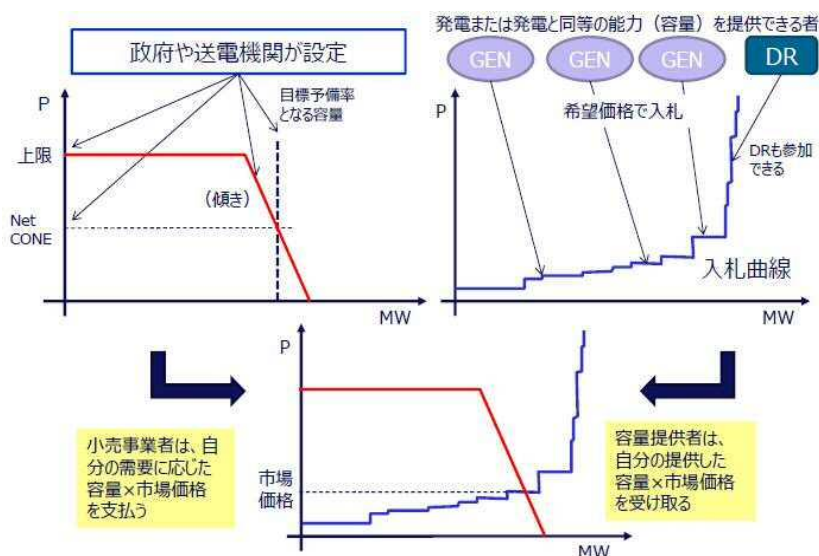 政府や送電機関が設定
P
上限
Net
CONE
目標予備率
となる容量
(傾き)
MW
発電または発電と同等の能力（容量）を提供できる者
GEN
GEN
GEN
DR
P
希望価格で入札
DRも参加
できる
入札曲線
MW
小売事業者は、自
分の需要に応じた
容量×市場価格
を支払う
P
市場
価格
MW
容量提供者は、
自分の提供した
容量×市場価格
を受け取る